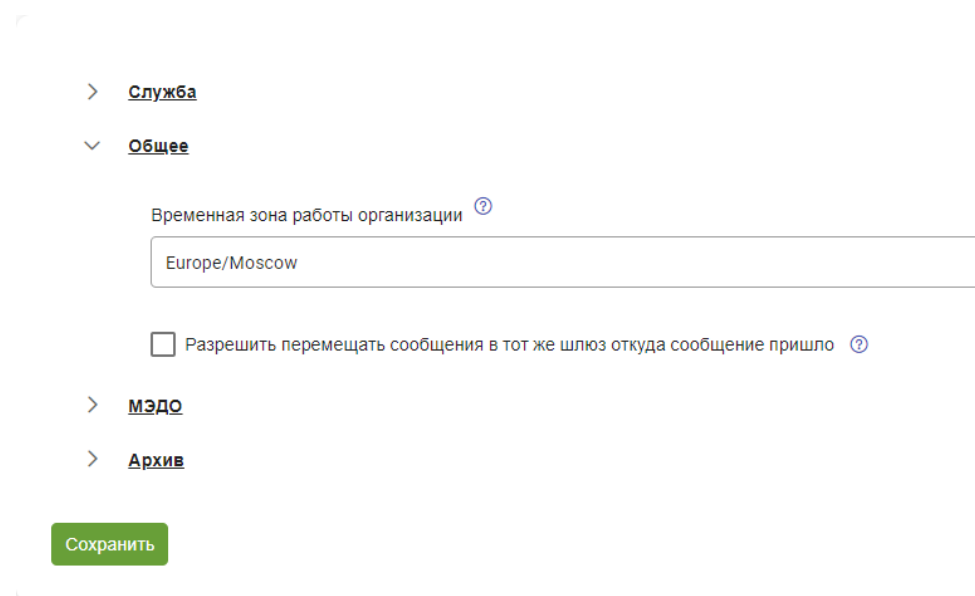 Служба
Общее
Временная зона работы организации
Europe/Moscow
Разрешить перемещать сообщения в тот же шлюз откуда сообщение пришло
МЭДО
Архив
Сохранить